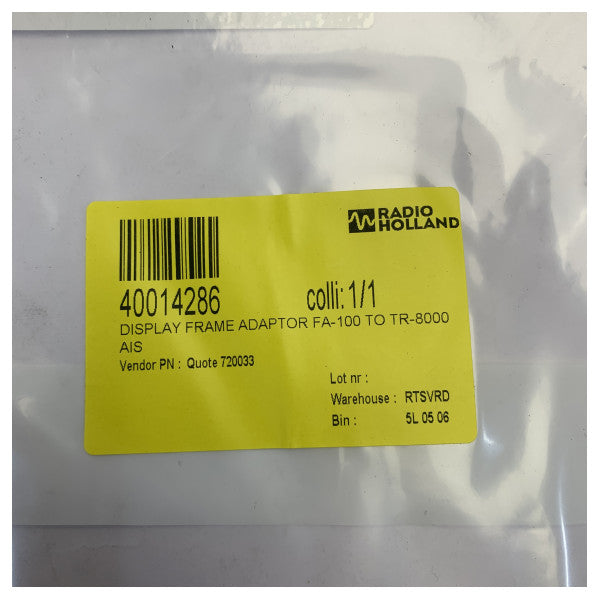 RADIO
HOLLAND
40014286 colli: 1/1
DISPLAY FRAME ADAPTOR FA-100 TO TR-8000
AIS
Vendor PN : Quote 720033
Lot nr :
Warehouse : RTSVRD
Bin : 5L 05 06